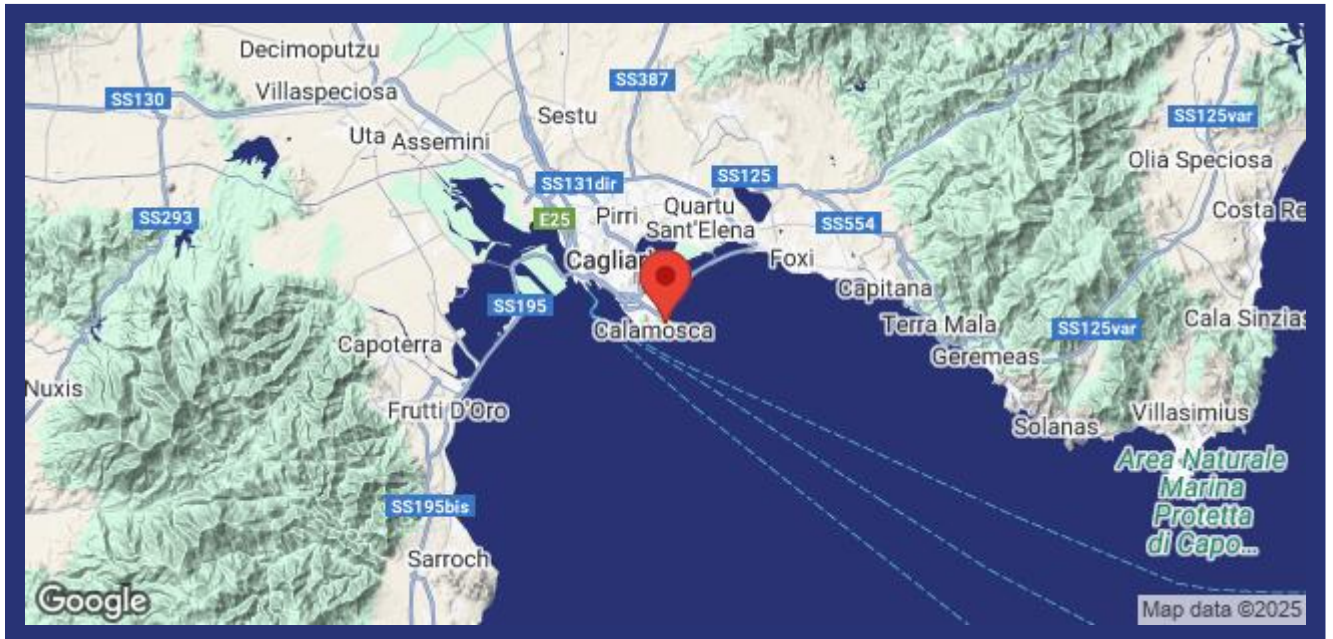 Decimoputzu
SS387
SS130
Villaspeciosa
Sestu
SS125var
Uta
Assemini
Olia Speciosa
SS131dir
SS125
SS293
E25
Pirri
Quartu
Sant'Elena
SS554
Costa Re
Cagliari
Foxi
SS195
Capitana
Calamosca
Terra Mala
SS125var
Cala Sinzias
Capoterra
Geremeas
Nuxis
Frutti D'Oro
Solanas
Villasimius
Area Naturale
Marina
Protetta
di Capo...
SS195bis
Sarroch
Google
Map data ©2025